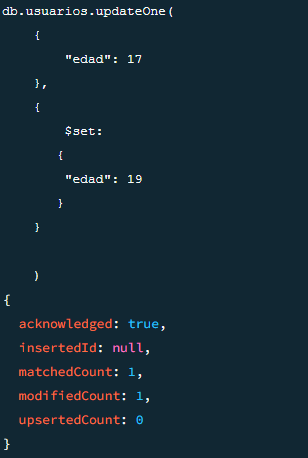 db.usuarios.updateOne(
{
"edad": 17
},
{
$set:
{
"edad": 19
}
}
)
{
acknowledged: true,
insertedId: null,
matchedCount: 1,
modifiedCount: 1,
upsertedCount: 0
}